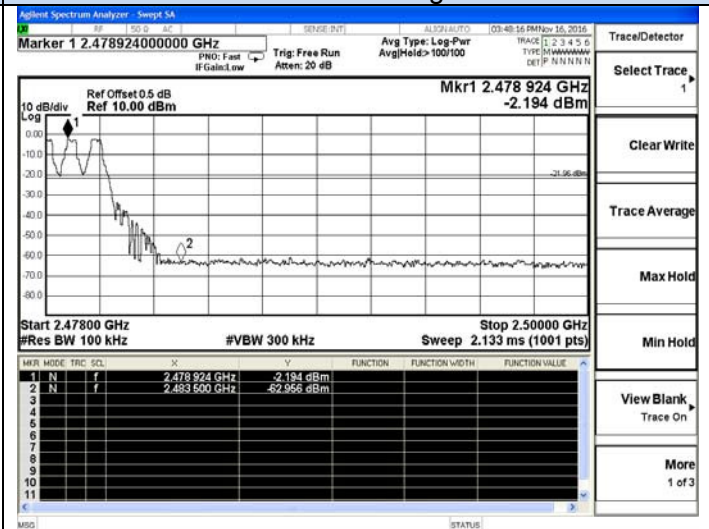 Agilent Spectrum Analyzer - Swept SA
RF 50 Ω AC SENSE:INT ALIGN AUTO 03:48:16 PM Nov 16, 2016
Marker 1 2.478924000000 GHz
PNO: Fast
IFGain:Low
Trig: Free Run
Atten: 20 dB
Avg Type: Log-Pwr
Avg|Hold:>100/100
TRACE 1 2 3 4 5 6
TYPE MWWWWW
DET P N N N N N
Ref Offset 0.5 dB
10 dB/div Ref 10.00 dBm
Log
Mkr1 2.478 924 GHz
-2.194 dBm
1
0.00
-10.0
-20.0
-21.96 dBm
-30.0
-40.0
-50.0
-60.0
2
-70.0
-80.0
Start 2.47800 GHz Stop 2.50000 GHz
#Res BW 100 kHz #VBW 300 kHz Sweep 2.133 ms (1001 pts)
MKR MODE TRC SCL X Y FUNCTION FUNCTION WIDTH FUNCTION VALUE
1 N f 2.478 924 GHz -2.194 dBm
2 N f 2.483 500 GHz -62.956 dBm
3
4
5
6
7
8
9
10
11
MSG STATUS
Trace/Detector
Select Trace
1
Clear Write
Trace Average
Max Hold
Min Hold
View Blank
Trace On
More
1 of 3